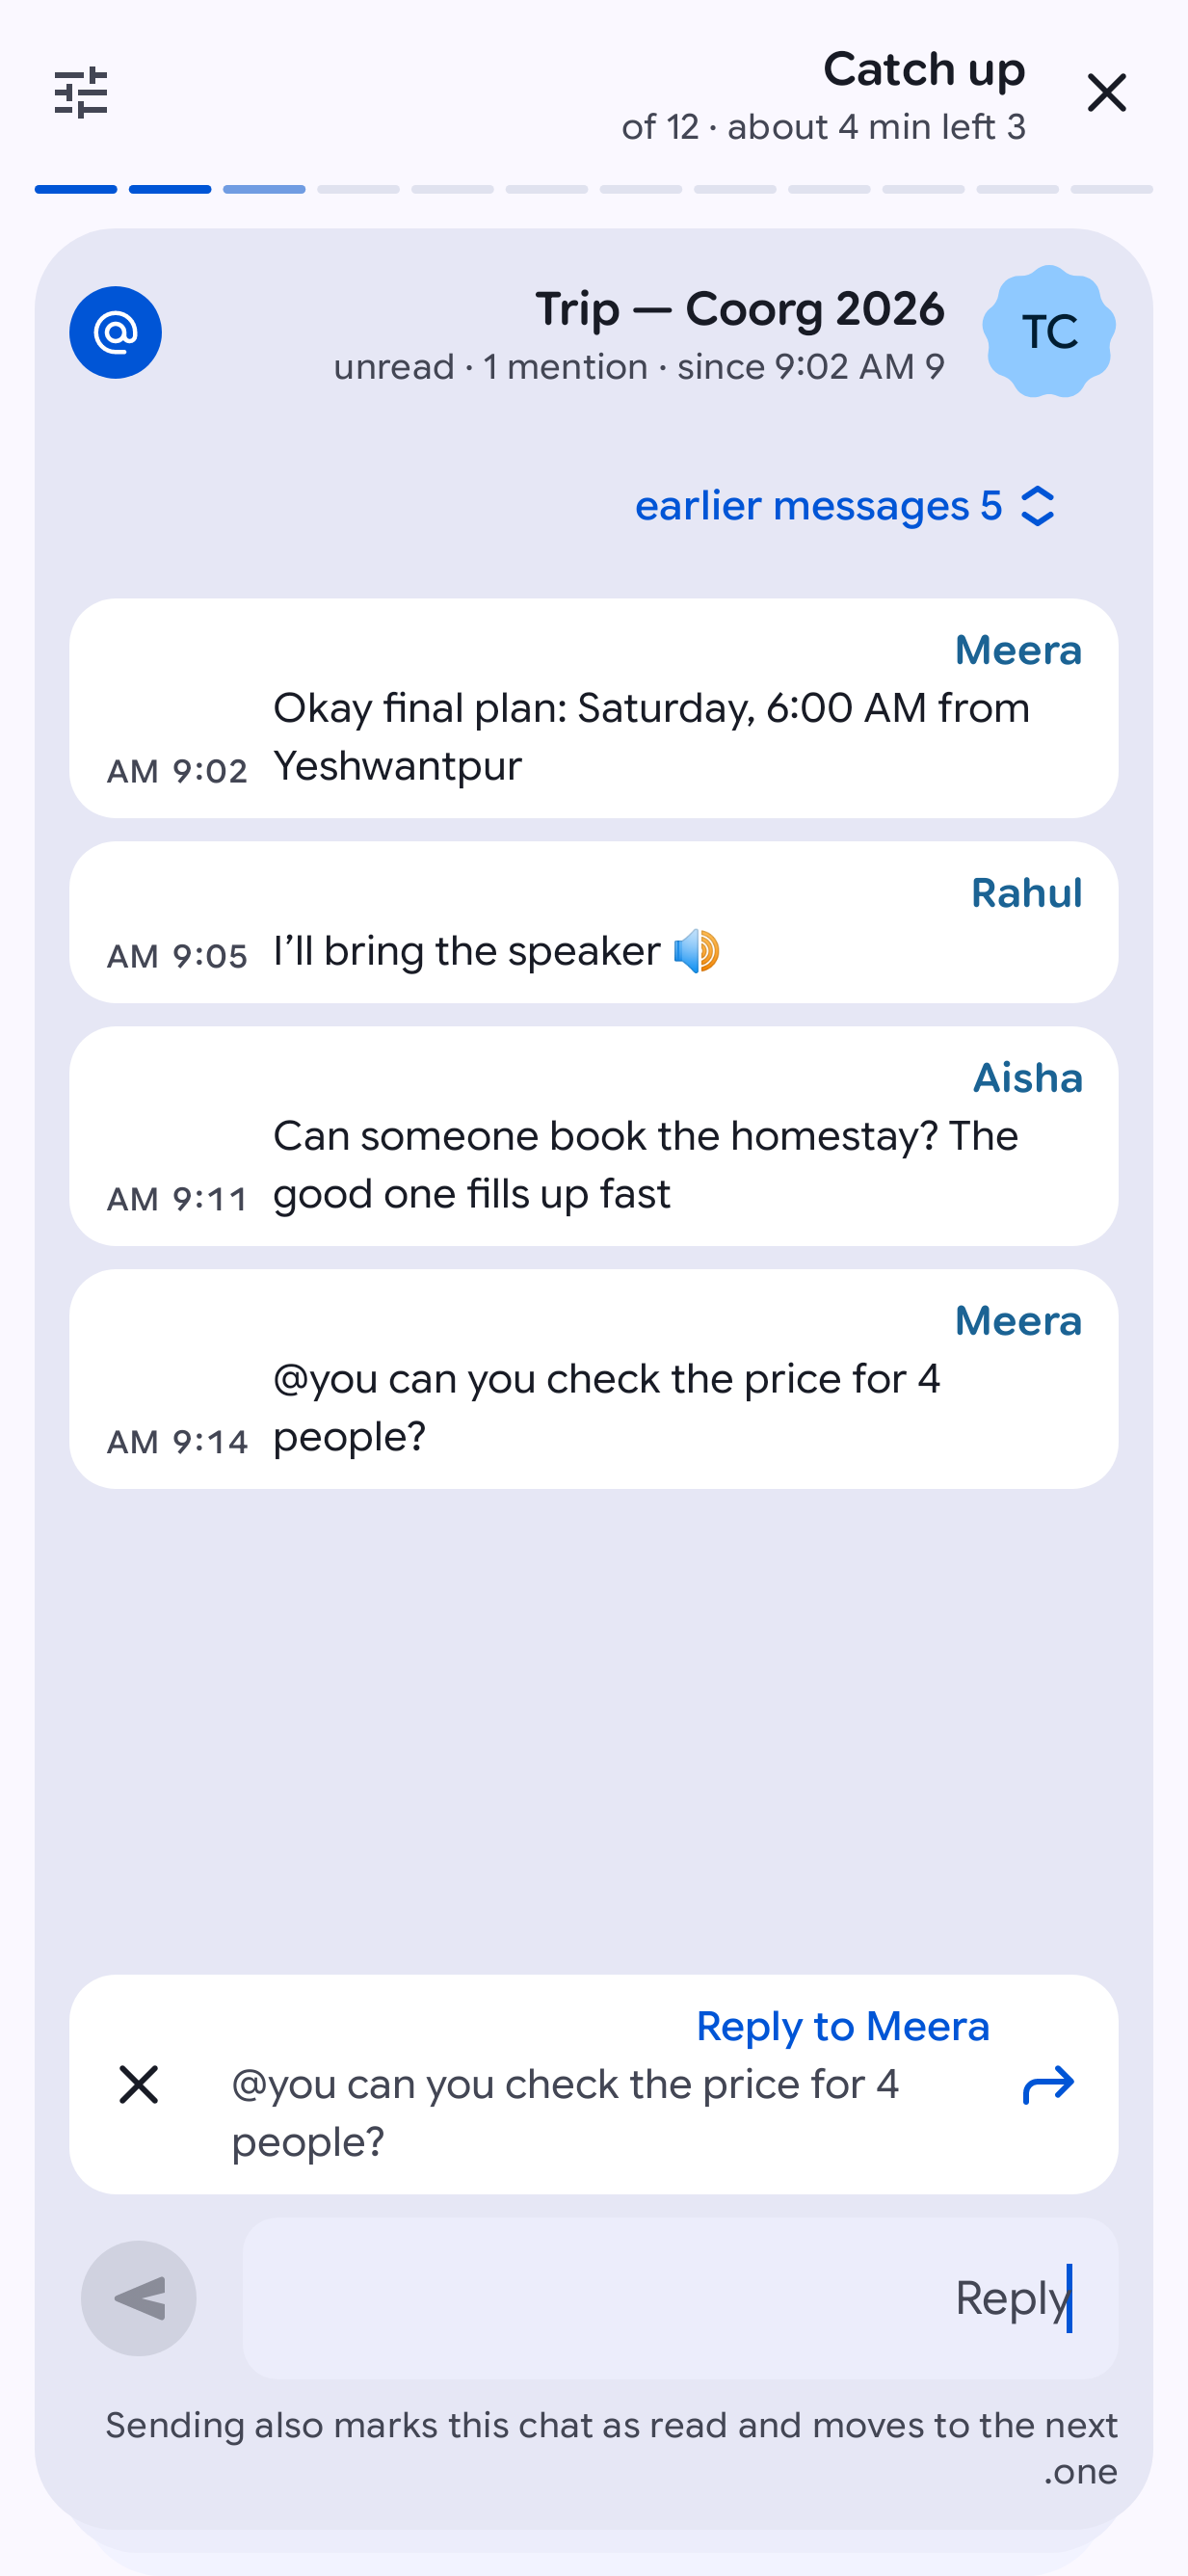 Catch up
of 12 · about 4 min left 3
Trip — Coorg 2026
unread · 1 mention · since 9:02 AM 9
TC
earlier messages 5
Meera
Okay final plan: Saturday, 6:00 AM from
Yeshwantpur
AM 9:02
Rahul
I’ll bring the speaker 🔊
AM 9:05
Aisha
Can someone book the homestay? The
good one fills up fast
AM 9:11
Meera
@you can you check the price for 4
people?
AM 9:14
Reply to Meera
@you can you check the price for 4
people?
Reply
Sending also marks this chat as read and moves to the next
.one